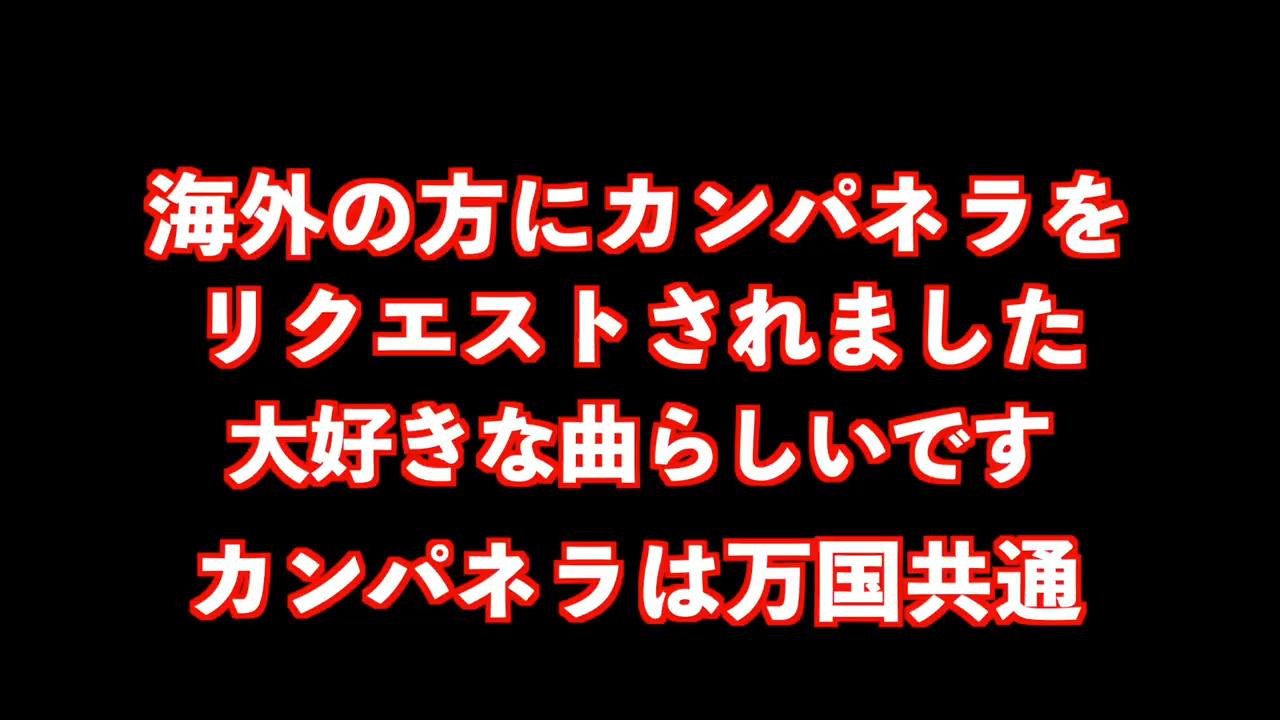 海外の方にカンパネラを
リクエストされました
大好きな曲らしいです
カンパネラは万国共通